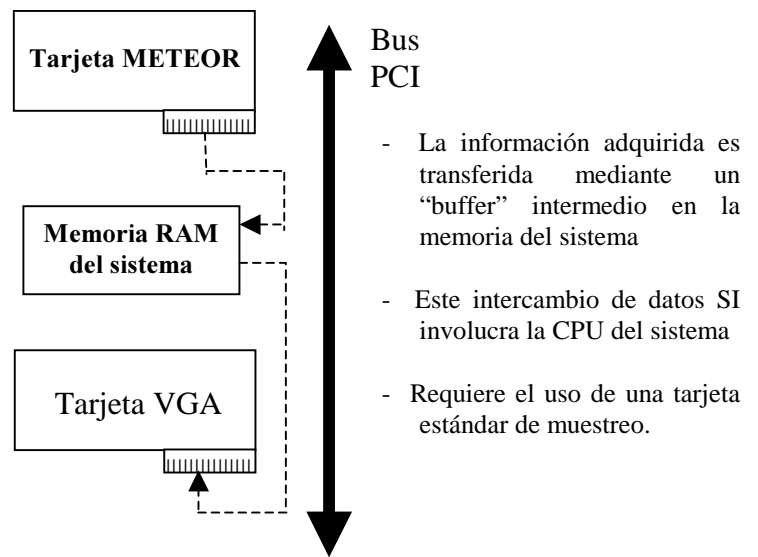 Tarjeta METEOR
Memoria RAM
del sistema
Tarjeta VGA
Bus
PCI
- La información adquirida es
transferida mediante un
“buffer” intermedio en la
memoria del sistema
- Este intercambio de datos SI
involucra la CPU del sistema
- Requiere el uso de una tarjeta
estándar de muestreo.